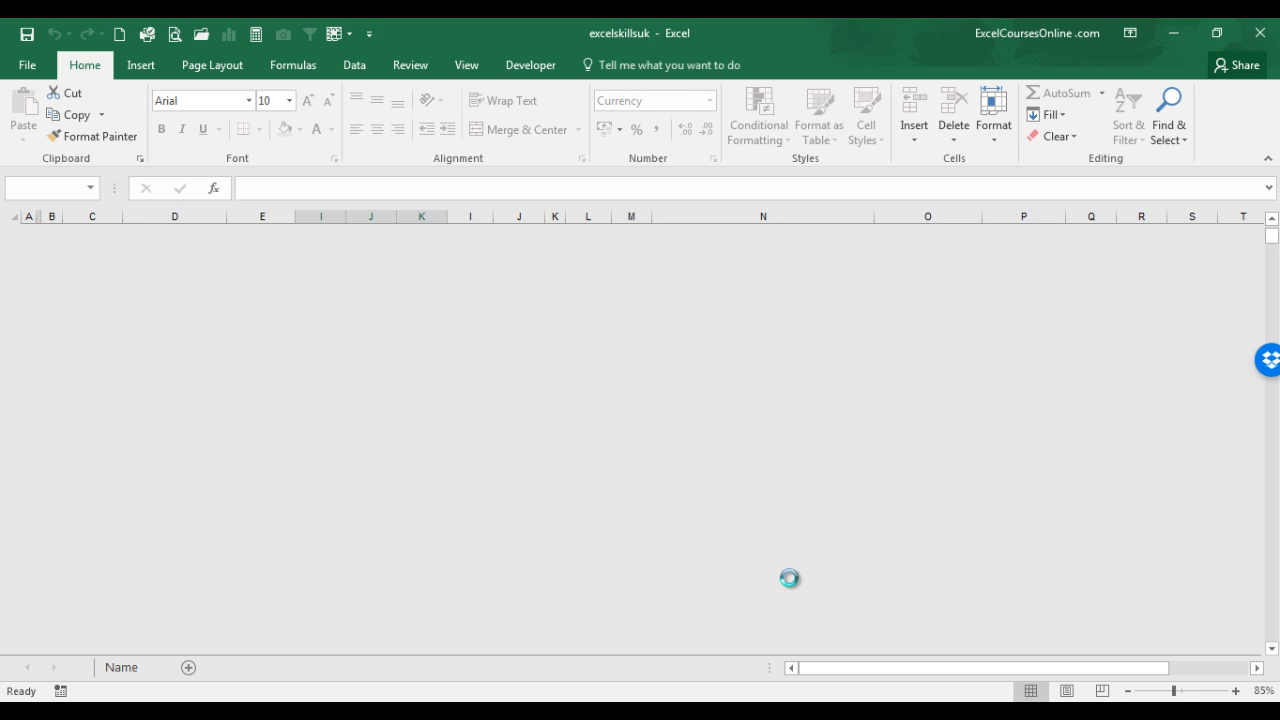 excelskillsuk - Excel
ExcelCoursesOnline .com
File Home Insert Page Layout Formulas Data Review View Developer Tell me what you want to do Share
Paste
Cut
Copy
Format Painter
Clipboard
Arial 10
B I U A
Font
Wrap Text
Merge & Center
Alignment
Currency
% ,
Number
Conditional Formatting
Format as Table
Cell Styles
Styles
Insert
Delete
Format
Cells
AutoSum
Fill
Clear
Sort & Filter
Find & Select
Editing
fx
A B C D E I J K I J K L M N O P Q R S T
Name
Ready
85%